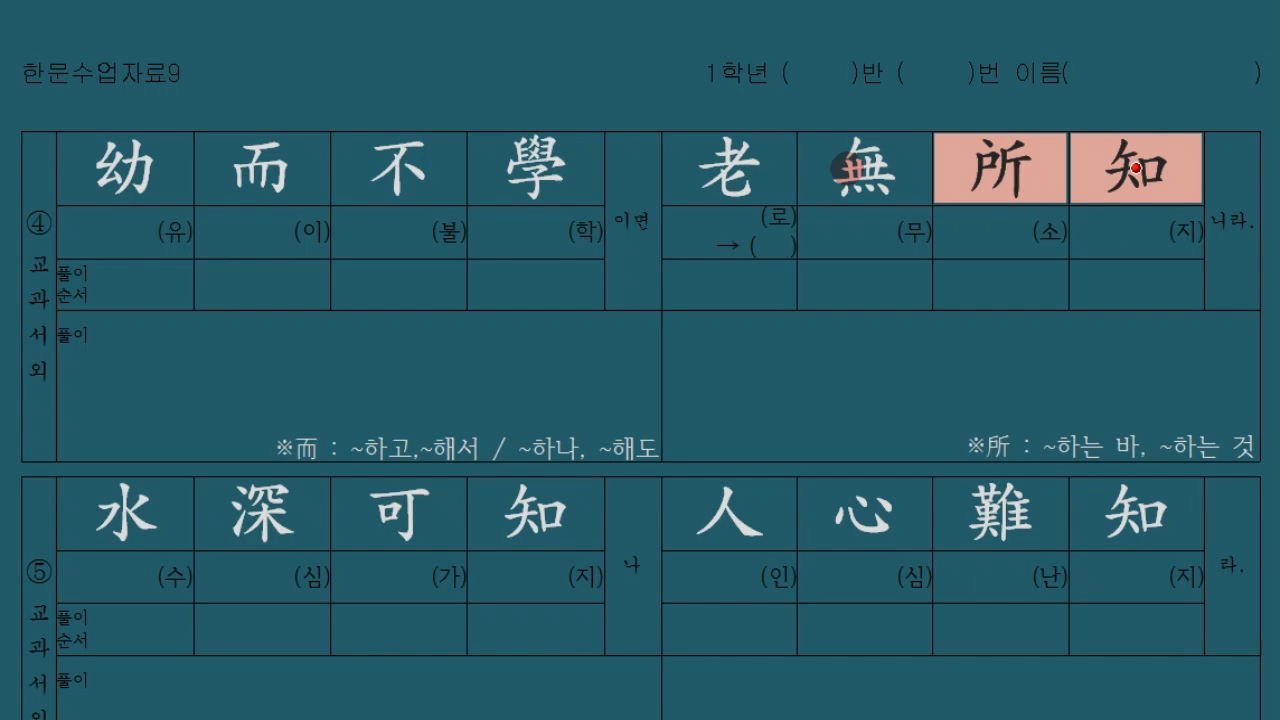 한문수업자료9 1학년 ( )반 ( )번 이름( )
幼 而 不 學 이면 老 無 所 知 니라.
④ (유) (이) (불) (학) (로) → ( ) (무) (소) (지)
교과서외
풀이순서
풀이
※而 : ~하고,~해서 / ~하나, ~해도
※所 : ~하는 바, ~하는 것
水 深 可 知 나 人 心 難 知 라.
⑤ (수) (심) (가) (지) (인) (심) (난) (지)
교과서
풀이순서
풀이